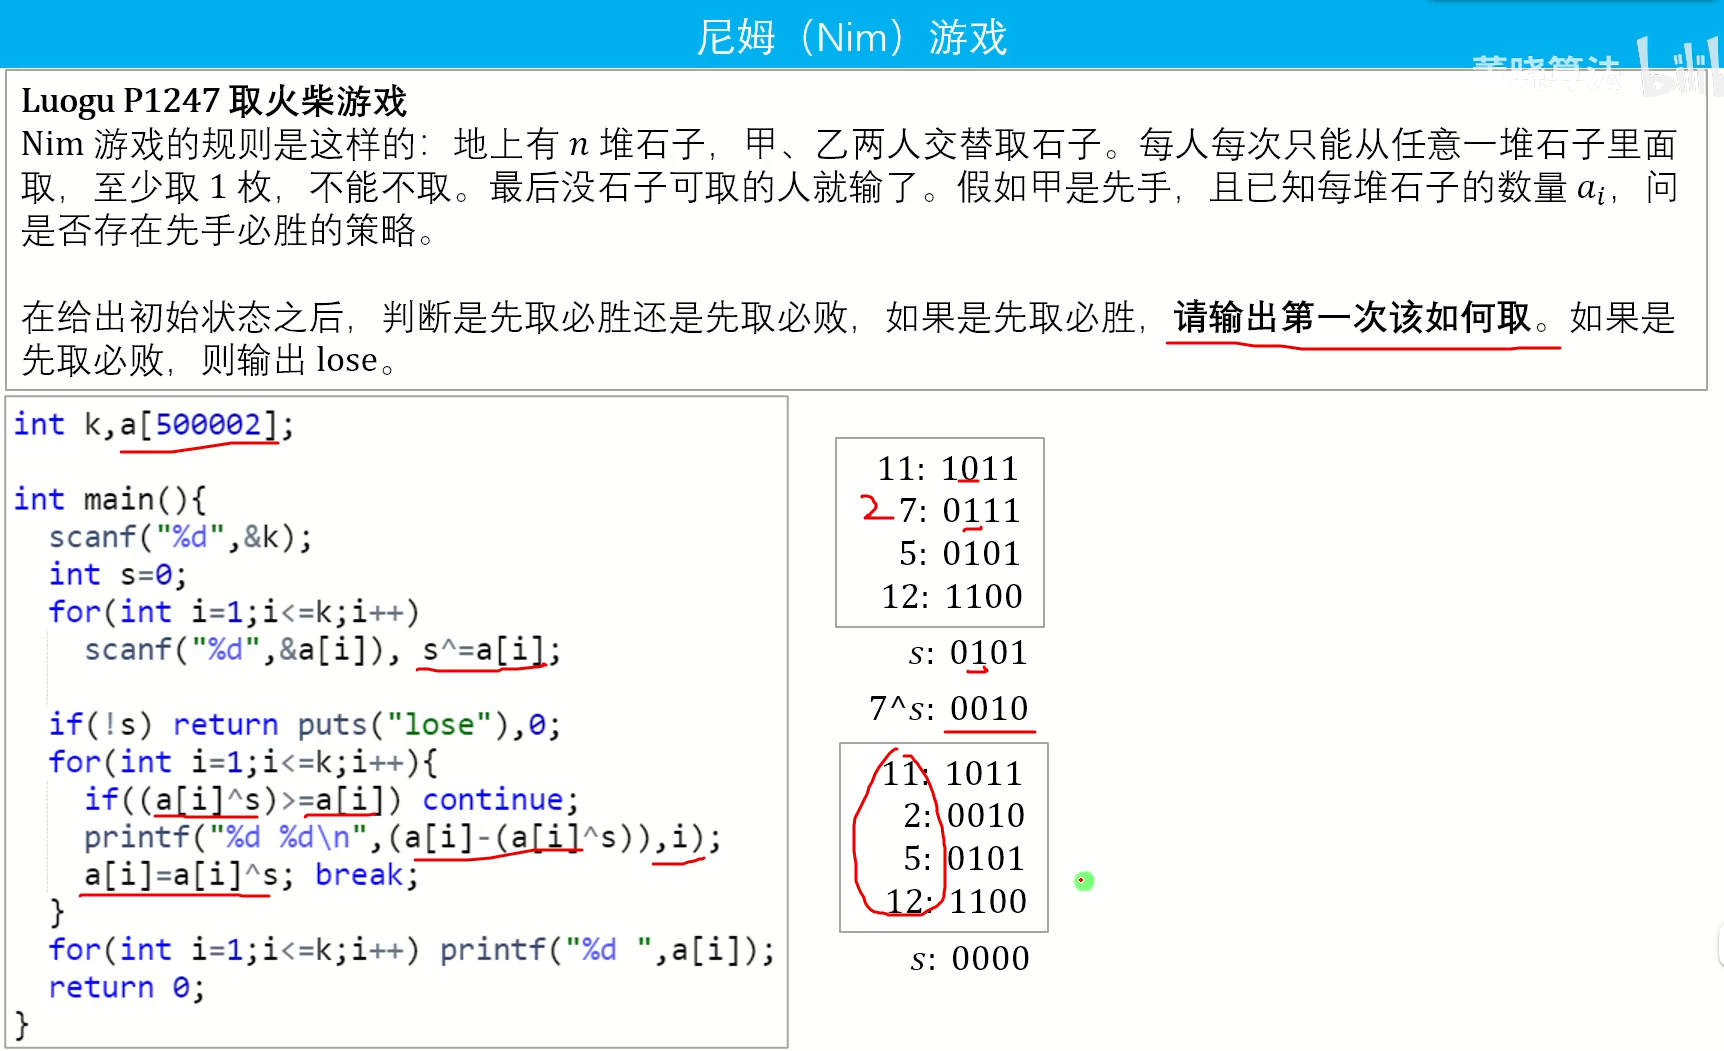 尼姆（Nim）游戏
董晓算法 bilibili
Luogu P1247 取火柴游戏
Nim 游戏的规则是这样的：地上有 n 堆石子，甲、乙两人交替取石子。每人每次只能从任意一堆石子里面
取，至少取 1 枚，不能不取。最后没石子可取的人就输了。假如甲是先手，且已知每堆石子的数量 aᵢ，问
是否存在先手必胜的策略。
在给出初始状态之后，判断是先取必胜还是先取必败，如果是先取必胜，请输出第一次该如何取。如果是
先取必败，则输出 lose。
int k,a[500002];
int main(){
scanf("%d",&k);
int s=0;
for(int i=1;i<=k;i++)
scanf("%d",&a[i]), s^=a[i];
if(!s) return puts("lose"),0;
for(int i=1;i<=k;i++){
if((a[i]^s)>=a[i]) continue;
printf("%d %d\n",(a[i]-(a[i]^s)),i);
a[i]=a[i]^s; break;
}
for(int i=1;i<=k;i++) printf("%d ",a[i]);
return 0;
}
11: 1011
2 7: 0111
5: 0101
12: 1100
s: 0101
7^s: 0010
11: 1011
2: 0010
5: 0101
12: 1100
s: 0000